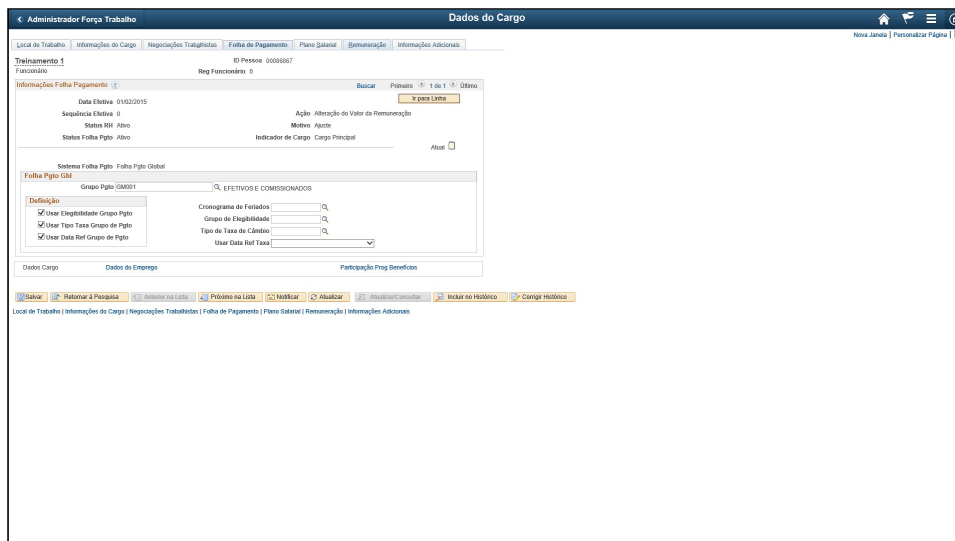 Administrador Força Trabalho
Dados do Cargo
Nova Janela | Personalizar Página |
Local de Trabalho Informações do Cargo Negociações Trabalhistas Folha de Pagamento Plano Salarial Remuneração Informações Adicionais
Treinamento 1 ID Pessoa 00086867
Funcionário Reg Funcionário 0
Informações Folha Pagamento Buscar Primeiro 1 de 1 Último
Ir para Linha
Data Efetiva 01/02/2015
Sequência Efetiva 0 Ação Alteração do Valor da Remuneração
Status RH Ativo Motivo Ajuste
Status Folha Pgto Ativo Indicador de Cargo Cargo Principal
Atual
Sistema Folha Pgto Folha Pgto Global
Folha Pgto Gbl
Grupo Pgto GM001 EFETIVOS E COMISSIONADOS
Definição
Usar Elegibilidade Grupo Pgto
Usar Tipo Taxa Grupo de Pgto
Usar Data Ref Grupo de Pgto
Cronograma de Feriados
Grupo de Elegibilidade
Tipo de Taxa de Câmbio
Usar Data Ref Taxa
Dados Cargo Dados do Emprego Participação Prog Benefícios
Salvar Retornar à Pesquisa Anterior na Lista Próximo na Lista Notificar Atualizar Atualizar/Consultar Incluir no Histórico Corrigir Histórico
Local de Trabalho | Informações do Cargo | Negociações Trabalhistas | Folha de Pagamento | Plano Salarial | Remuneração | Informações Adicionais